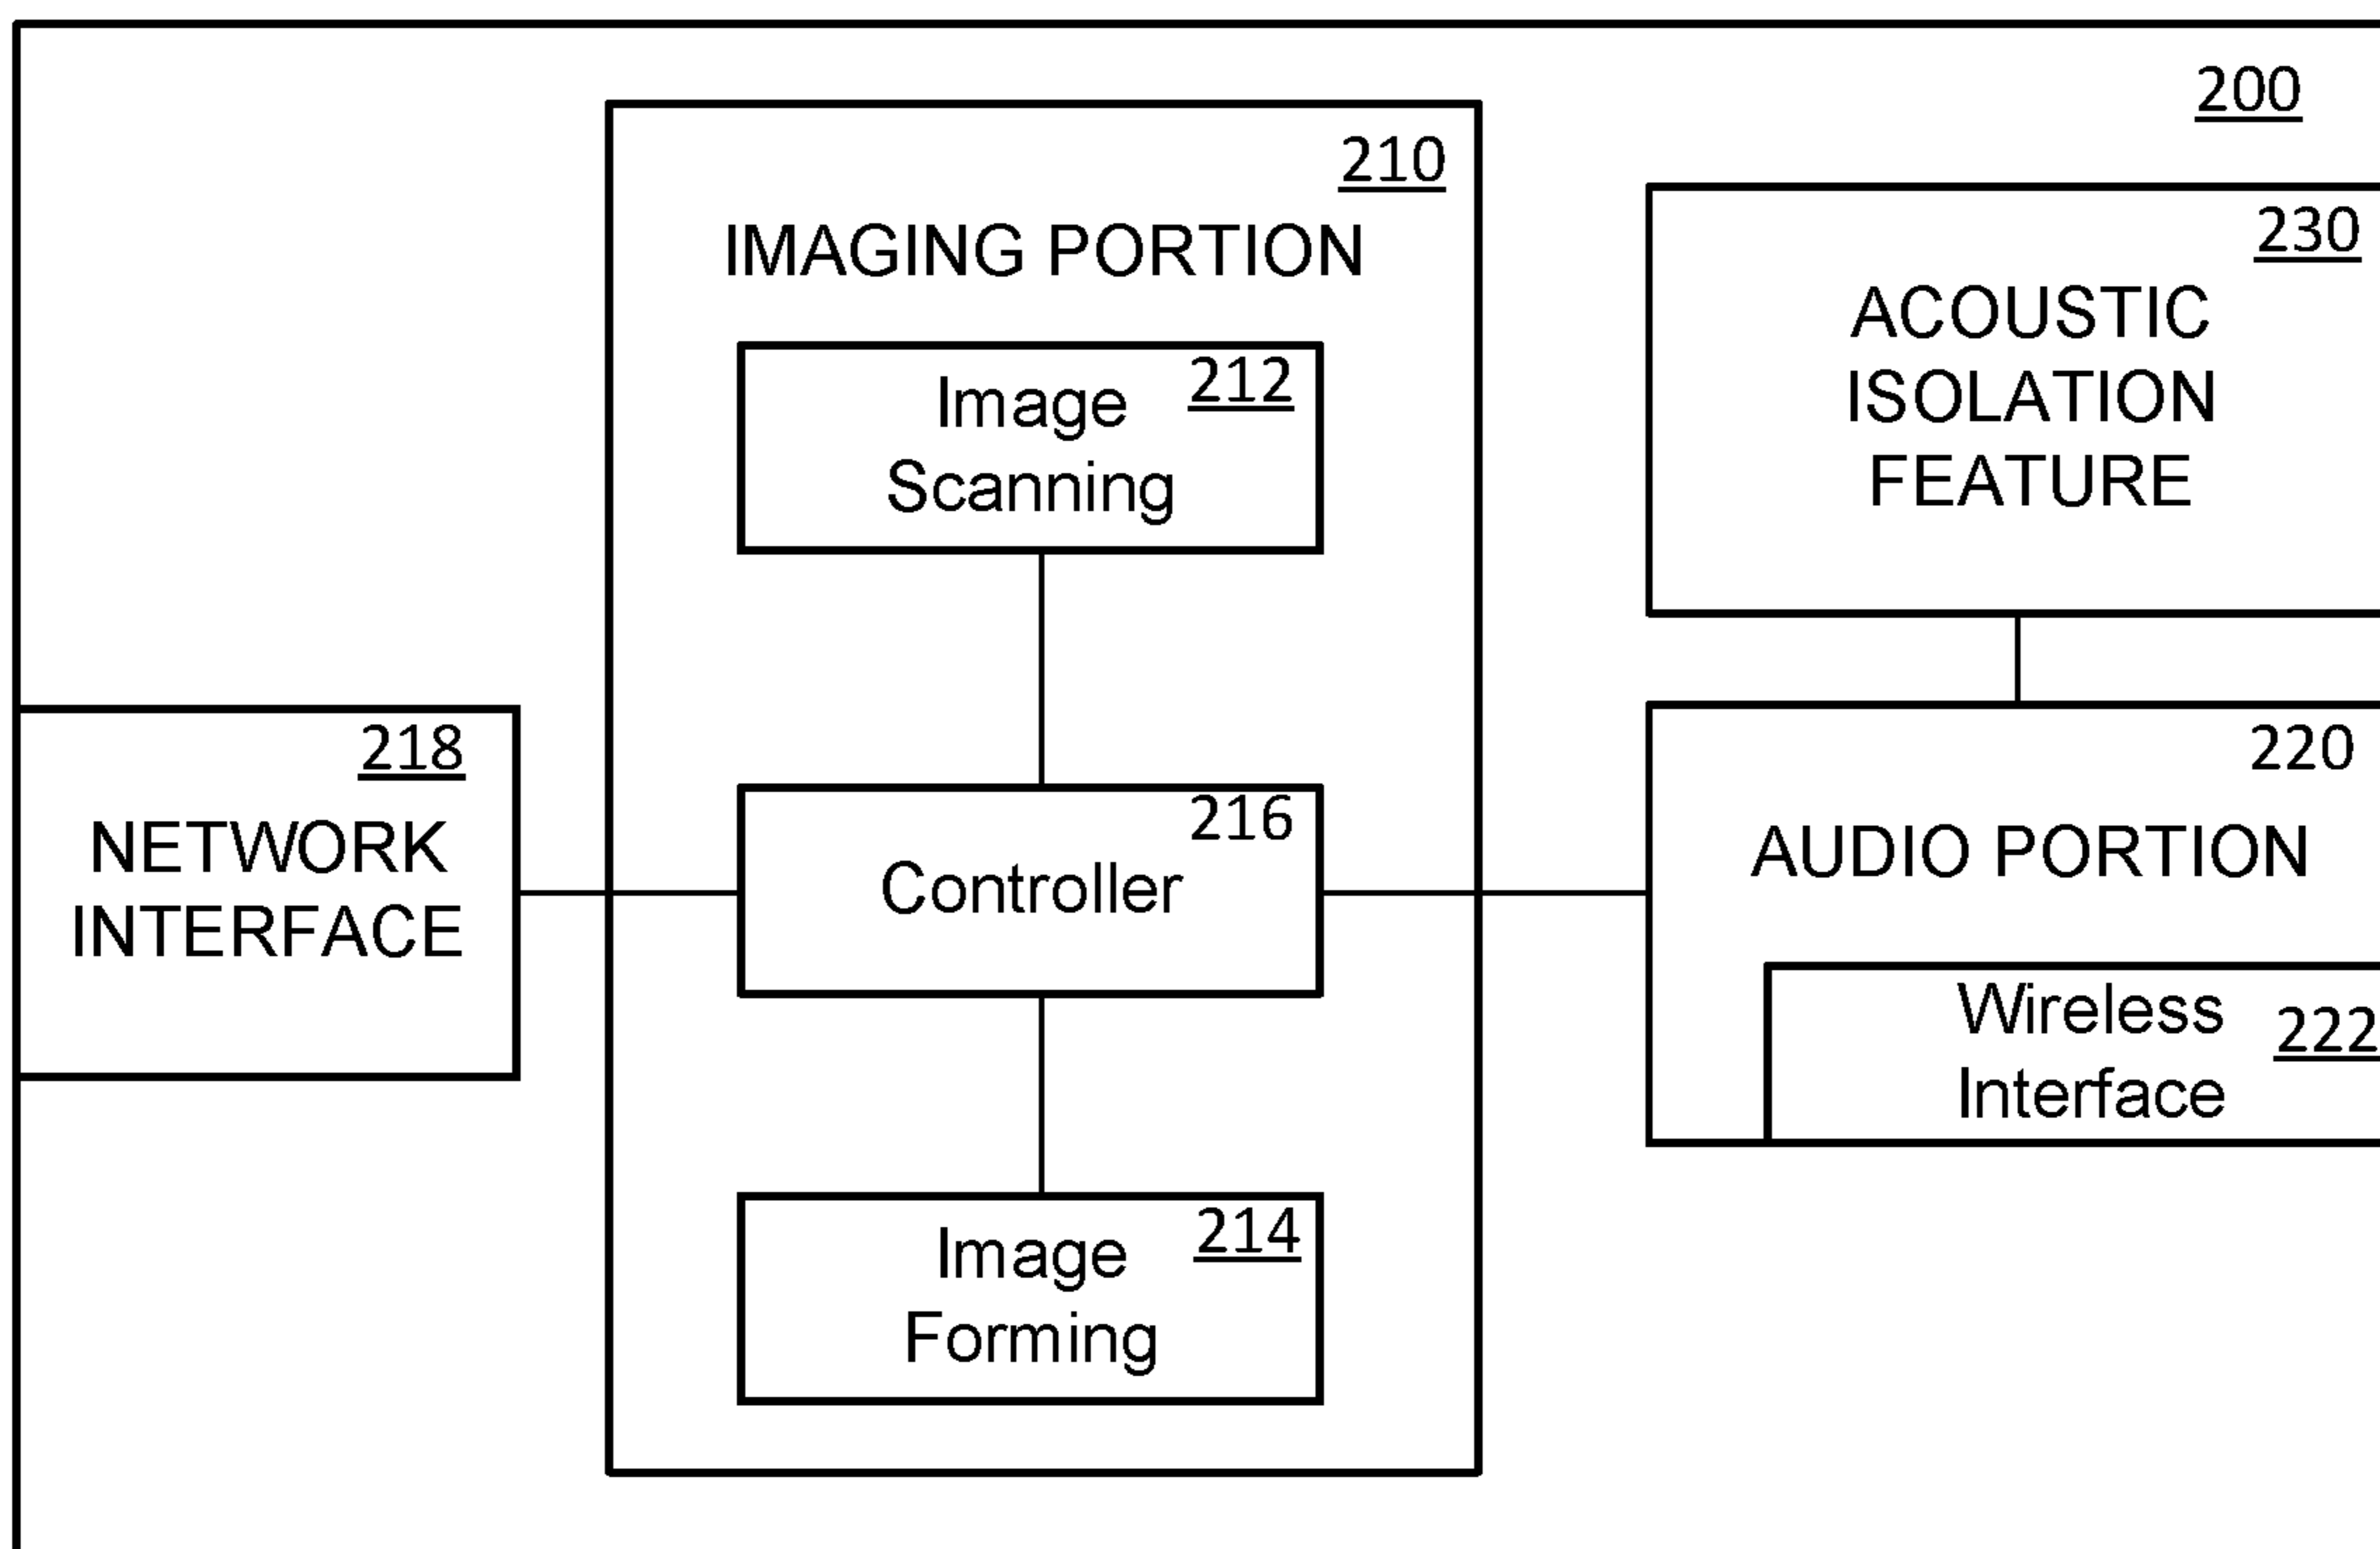 200
210
IMAGING PORTION
212
Image
Scanning
230
ACOUSTIC
ISOLATION
FEATURE
218
NETWORK
INTERFACE
216
Controller
220
AUDIO PORTION
Wireless
Interface
222
214
Image
Forming